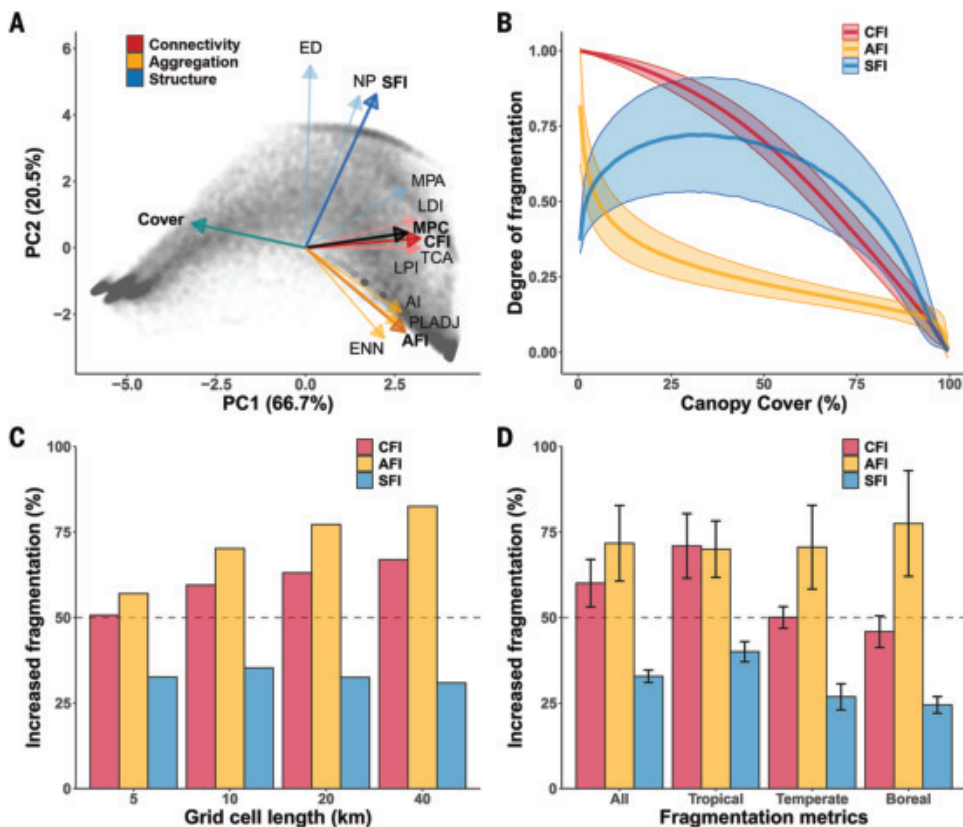 A
Connectivity
Aggregation
Structure
ED
NP
SFI
MPA
LDI
MPC
CFI
TCA
LPI
AI
PLADJ
AFI
ENN
Cover
PC2 (20.5%)
6
4
2
0
−2
−5.0
−2.5
0.0
2.5
PC1 (66.7%)
B
CFI
AFI
SFI
Degree of fragmentation
1.00
0.75
0.50
0.25
0.00
0
25
50
75
100
Canopy Cover (%)
C
CFI
AFI
SFI
Increased fragmentation (%)
100
75
50
25
0
5
10
20
40
Grid cell length (km)
D
CFI
AFI
SFI
Increased fragmentation (%)
100
75
50
25
0
All
Tropical
Temperate
Boreal
Fragmentation metrics